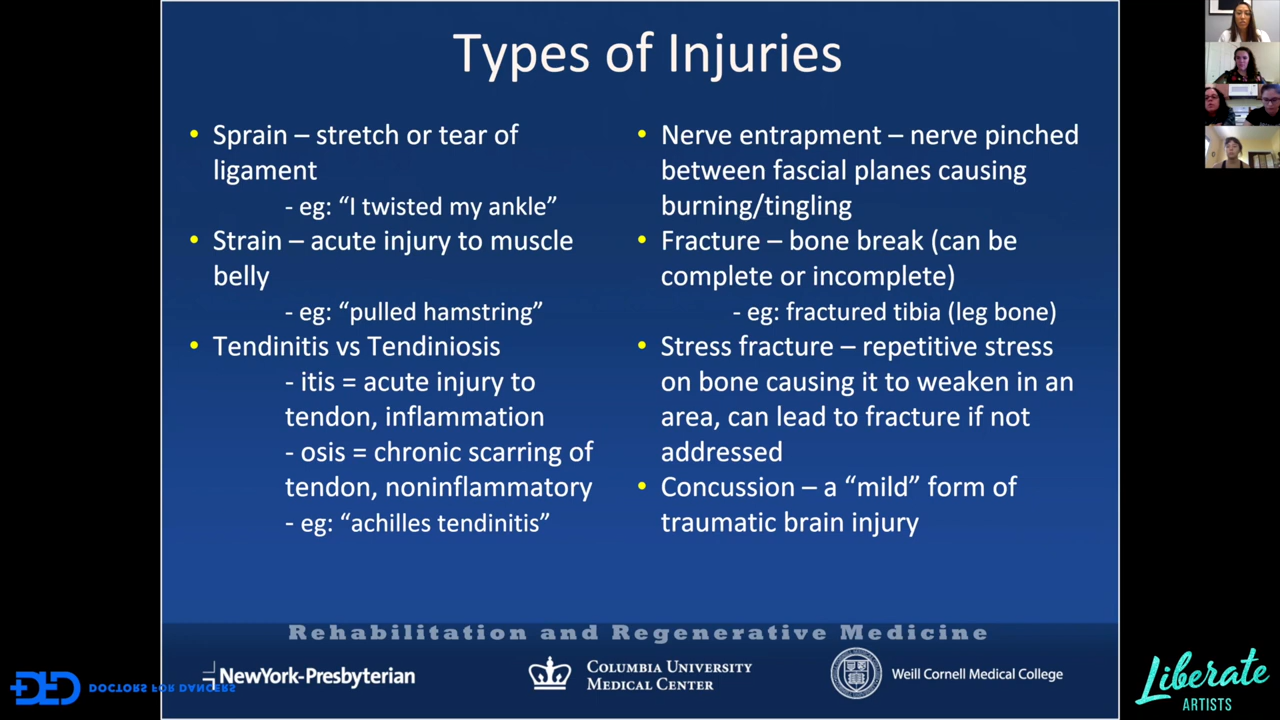 Types of Injuries
• Sprain – stretch or tear of
ligament
- eg: “I twisted my ankle”
• Strain – acute injury to muscle
belly
- eg: “pulled hamstring”
• Tendinitis vs Tendiniosis
- itis = acute injury to
tendon, inflammation
- osis = chronic scarring of
tendon, noninflammatory
- eg: “achilles tendinitis”
• Nerve entrapment – nerve pinched
between fascial planes causing
burning/tingling
• Fracture – bone break (can be
complete or incomplete)
- eg: fractured tibia (leg bone)
• Stress fracture – repetitive stress
on bone causing it to weaken in an
area, can lead to fracture if not
addressed
• Concussion – a “mild” form of
traumatic brain injury
Rehabilitation and Regenerative Medicine
NewYork-Presbyterian
COLUMBIA UNIVERSITY
MEDICAL CENTER
Weill Cornell Medical College
DFD
DOCTORS FOR DANCERS
Liberate
ARTISTS